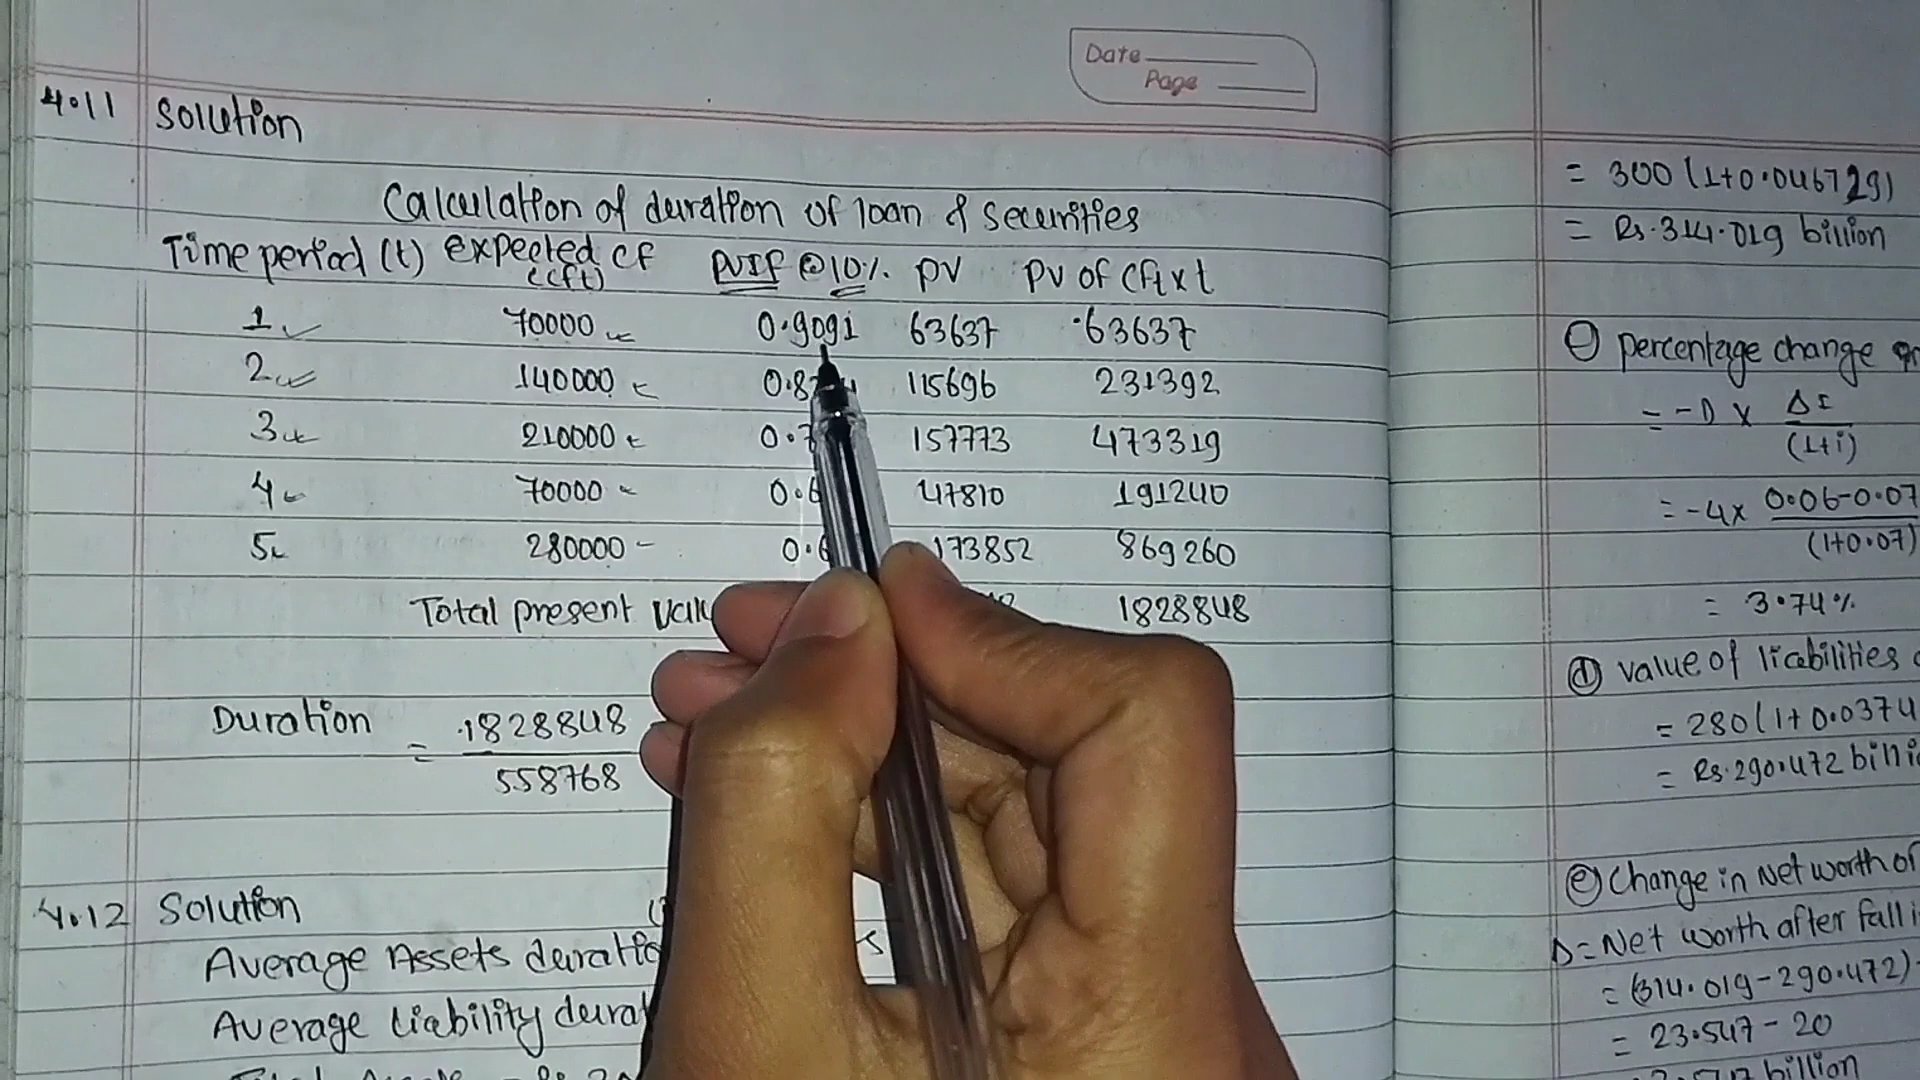 Date
Page
4.11 Solution
Calculation of duration of loan & securities
Time period (t) expected CF (cft) PVIF @10% PV PV of Cft x t
1 70000 0.9091 63637 63637
2 140000 115696 231392
3 210000 157773 473319
4 70000 47810 191240
5 280000 173852 869260
Total present 1828848
Duration = 1828848
558768
4.12 Solution
Average Assets
Average Liability
= 300 (1+0.046729)
= Rs.314.019 billion
percentage change
= -D x ΔI
(1+i)
= -4x 0.06-0.07
(1+0.07)
= 3.74%
d value of liabilities
= 280(1+0.0374
= Rs.290.472
e Change in Net worth of
Δ = Net worth after fall
= (314.019-290.472)
= 23.547-20
billion